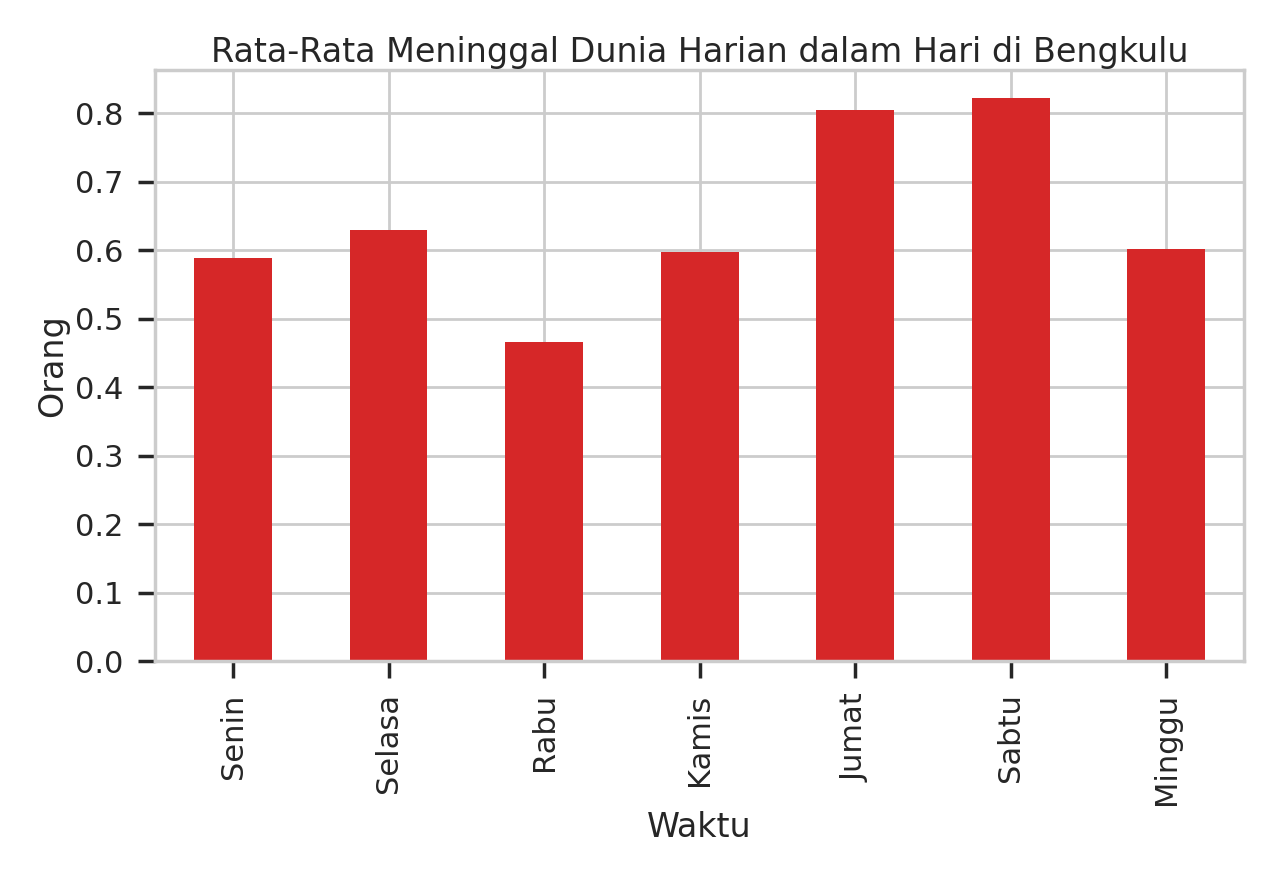 Rata-Rata Meninggal Dunia Harian dalam Hari di Bengkulu
0.8
0.7
0.6
0.5
0.4
0.3
0.2
0.1
0.0
Orang
Senin
Selasa
Rabu
Kamis
Jumat
Sabtu
Minggu
Waktu